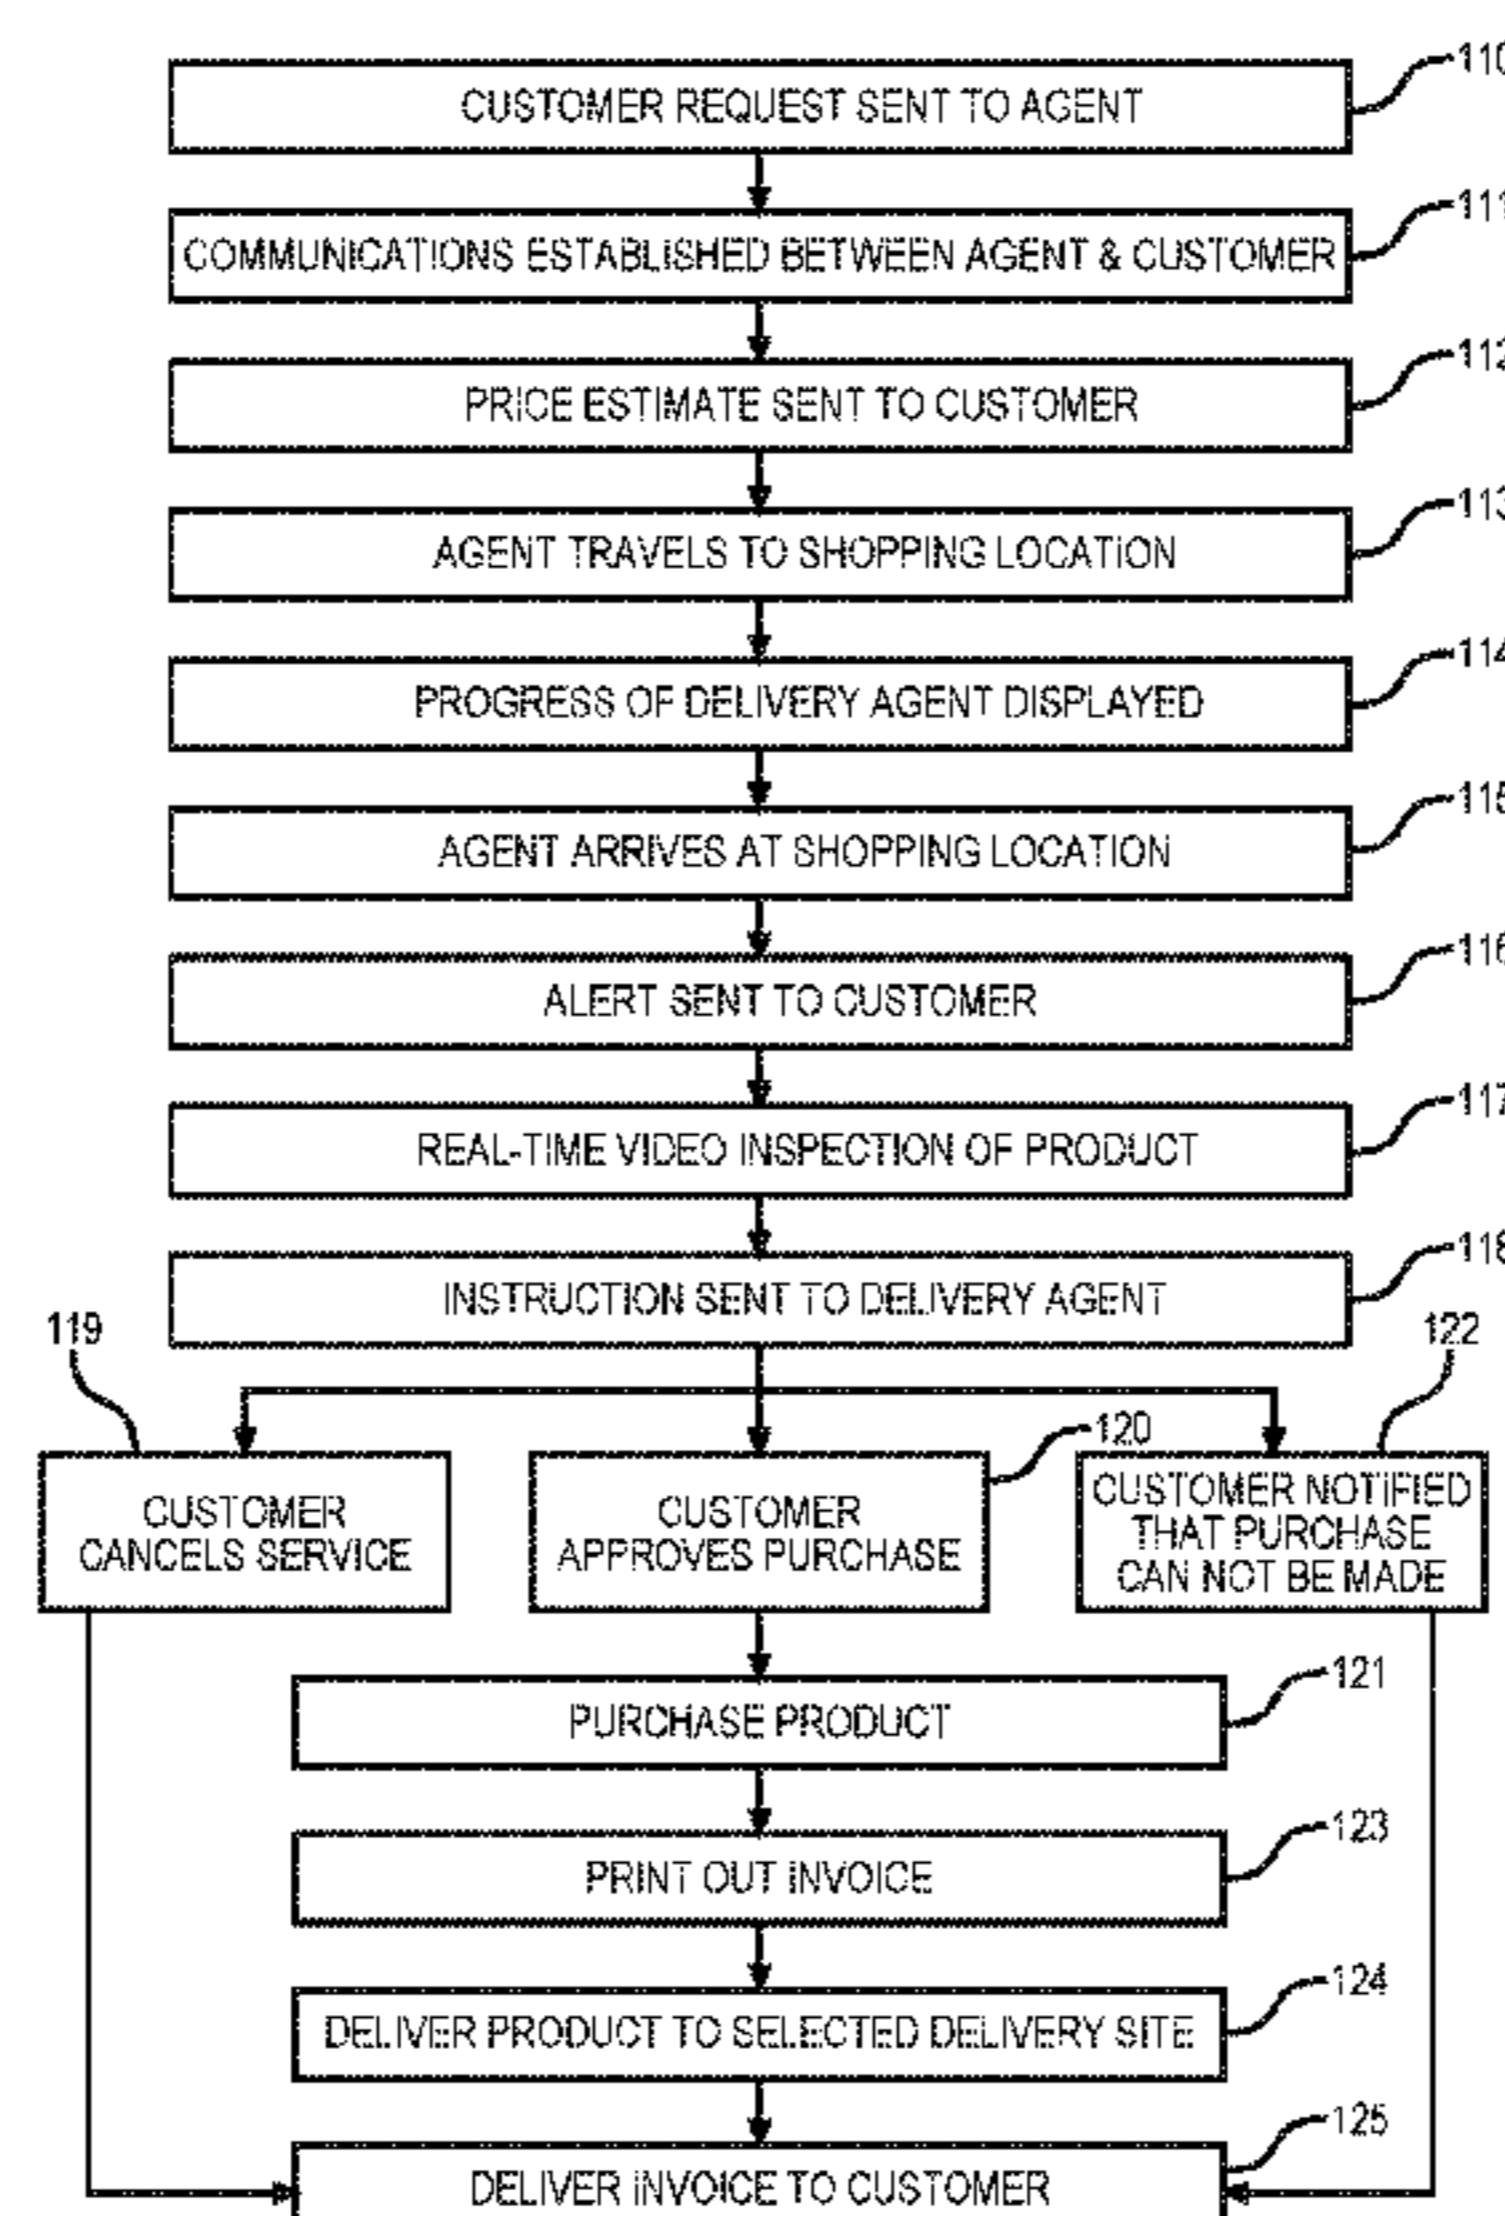 CUSTOMER REQUEST SENT TO AGENT
110
COMMUNICATIONS ESTABLISHED BETWEEN AGENT & CUSTOMER
111
PRICE ESTIMATE SENT TO CUSTOMER
112
AGENT TRAVELS TO SHOPPING LOCATION
113
PROGRESS OF DELIVERY AGENT DISPLAYED
114
AGENT ARRIVES AT SHOPPING LOCATION
115
ALERT SENT TO CUSTOMER
116
REAL-TIME VIDEO INSPECTION OF PRODUCT
117
INSTRUCTION SENT TO DELIVERY AGENT
118
119
CUSTOMER
CANCELS SERVICE
120
CUSTOMER
APPROVES PURCHASE
122
CUSTOMER NOTIFIED
THAT PURCHASE
CAN NOT BE MADE
PURCHASE PRODUCT
121
PRINT OUT INVOICE
123
DELIVER PRODUCT TO SELECTED DELIVERY SITE
124
DELIVER INVOICE TO CUSTOMER
125